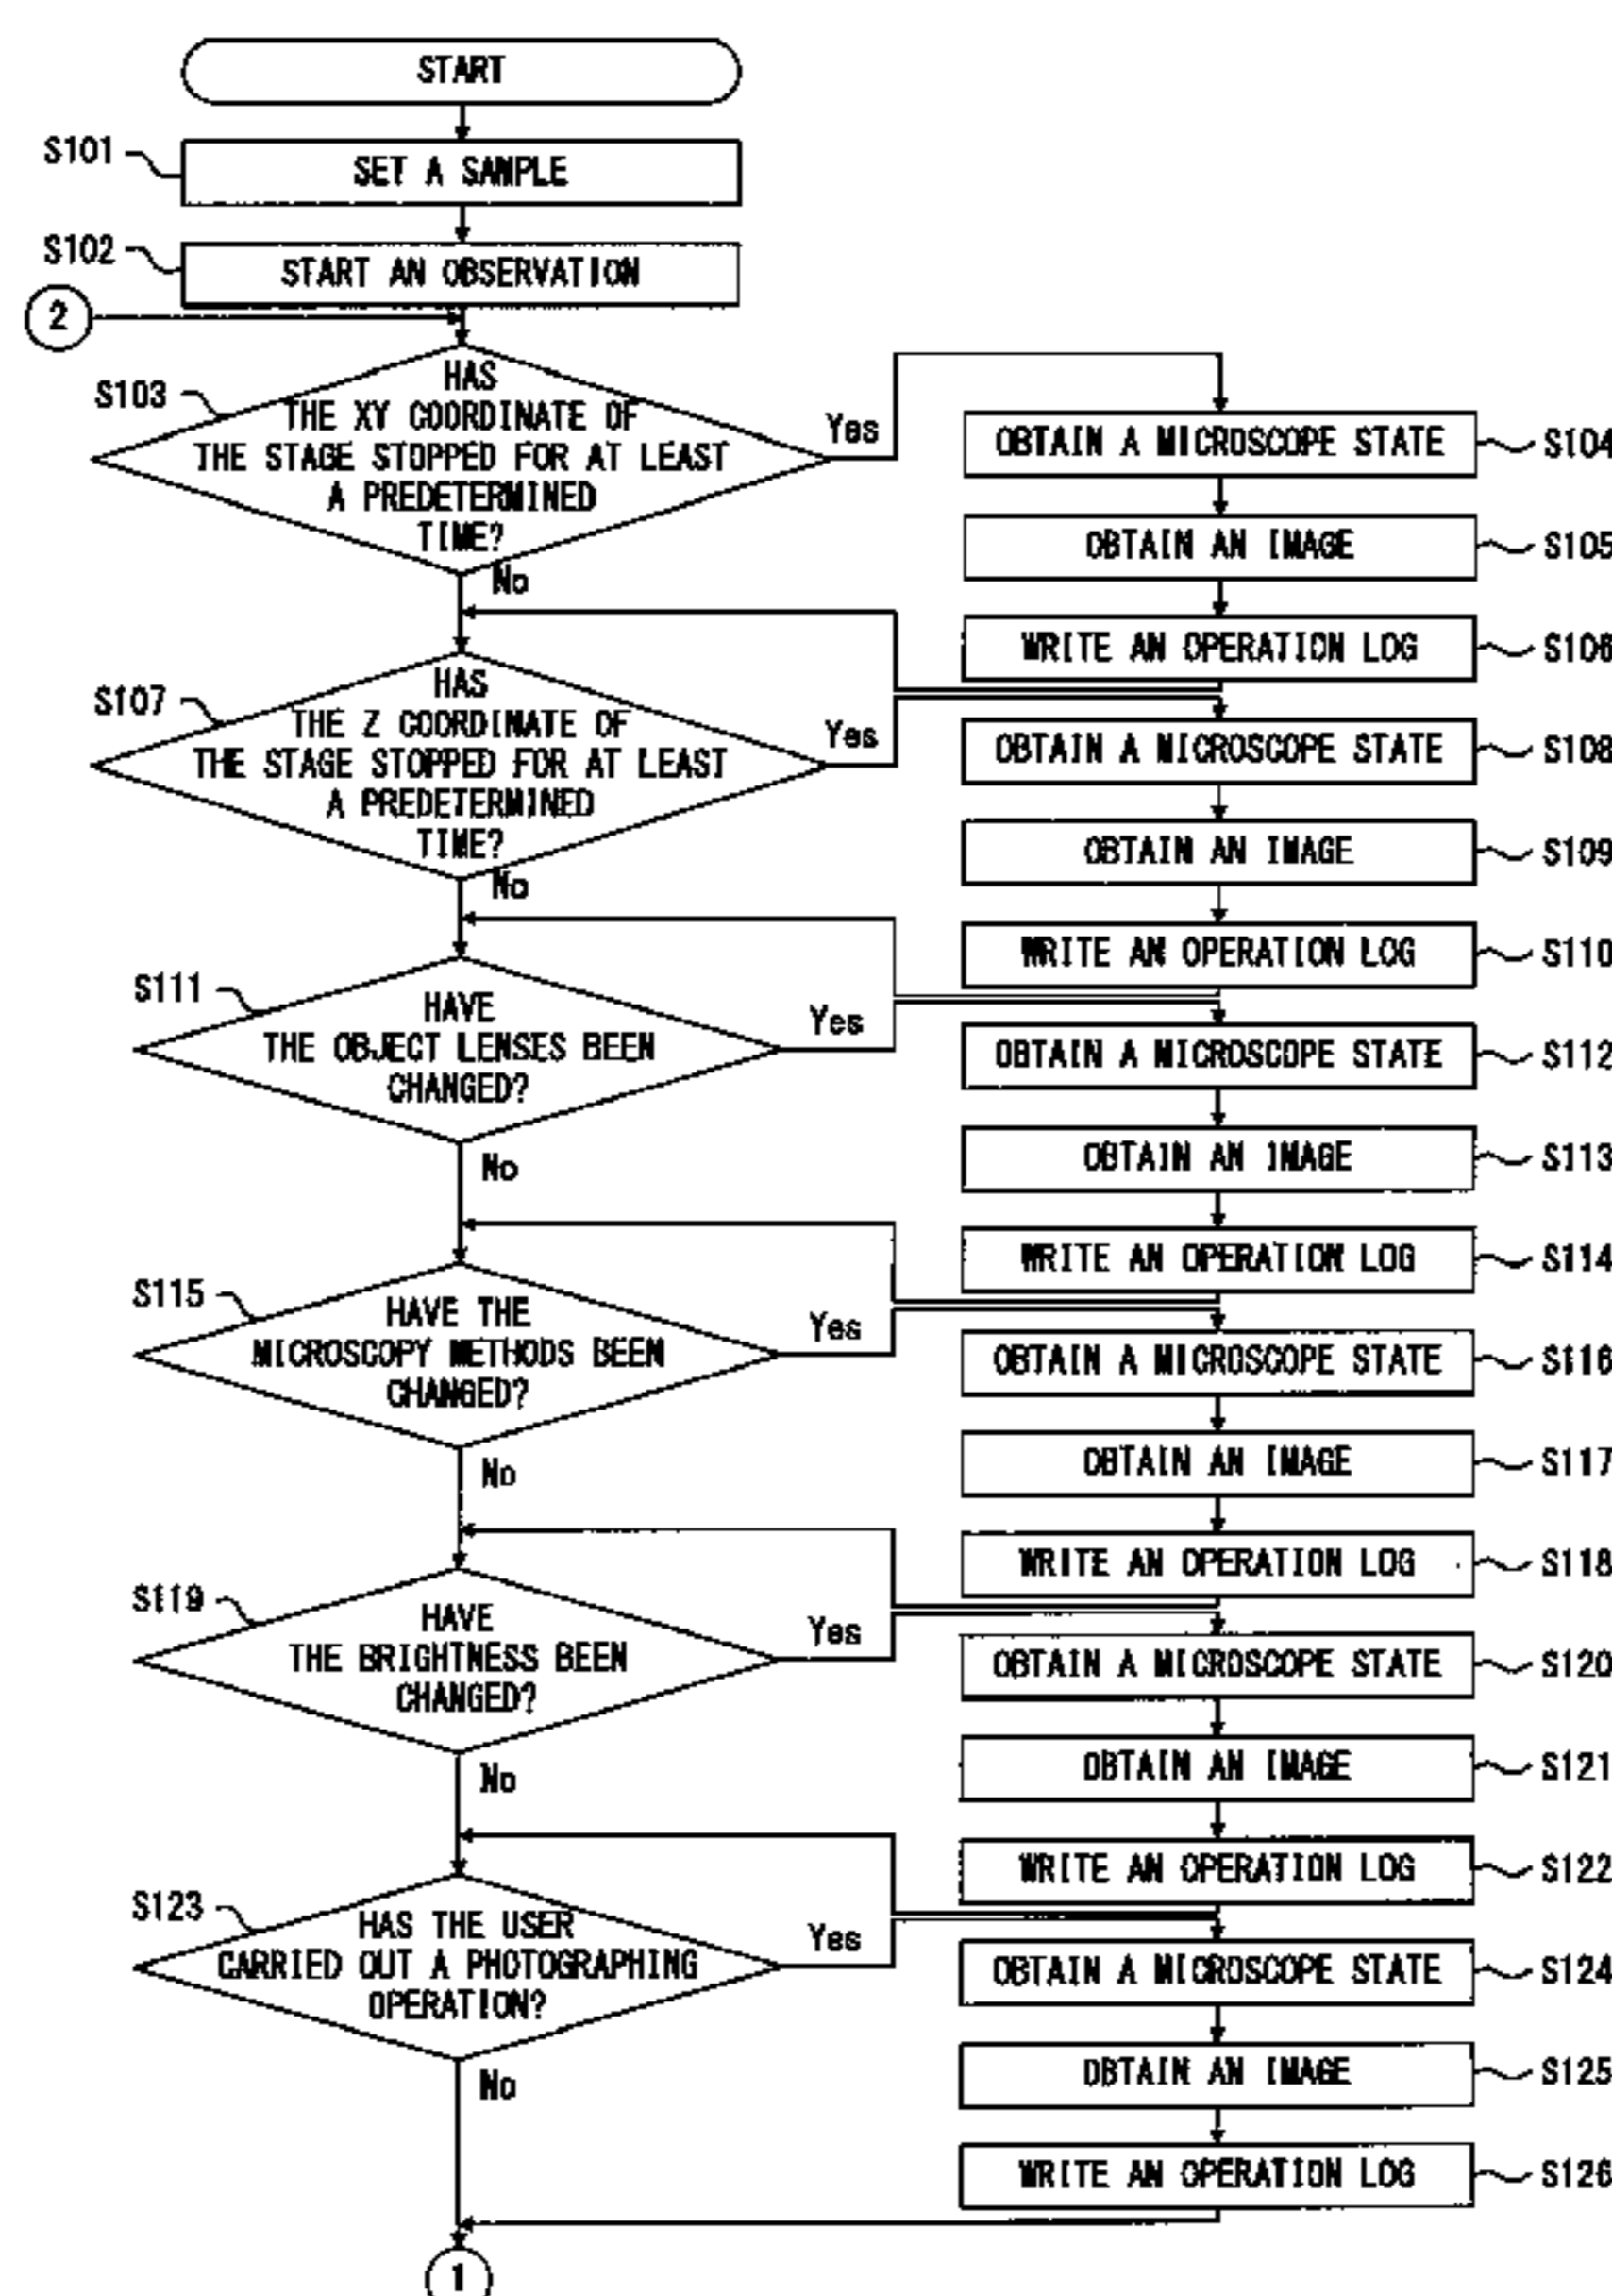 START
S101
SET A SAMPLE
S102
START AN OBSERVATION
2
S103
HAS
THE XY COORDINATE OF
THE STAGE STOPPED FOR AT LEAST
A PREDETERMINED
TIME?
Yes
No
OBTAIN A MICROSCOPE STATE
S104
OBTAIN AN IMAGE
S105
WRITE AN OPERATION LOG
S106
S107
HAS
THE Z COORDINATE OF
THE STAGE STOPPED FOR AT LEAST
A PREDETERMINED
TIME?
Yes
No
OBTAIN A MICROSCOPE STATE
S108
OBTAIN AN IMAGE
S109
WRITE AN OPERATION LOG
S110
S111
HAVE
THE OBJECT LENSES BEEN
CHANGED?
Yes
No
OBTAIN A MICROSCOPE STATE
S112
OBTAIN AN IMAGE
S113
WRITE AN OPERATION LOG
S114
S115
HAVE THE
MICROSCOPY METHODS BEEN
CHANGED?
Yes
No
OBTAIN A MICROSCOPE STATE
S116
OBTAIN AN IMAGE
S117
WRITE AN OPERATION LOG
S118
S119
HAVE
THE BRIGHTNESS BEEN
CHANGED?
Yes
No
OBTAIN A MICROSCOPE STATE
S120
OBTAIN AN IMAGE
S121
WRITE AN OPERATION LOG
S122
S123
HAS THE USER
CARRIED OUT A PHOTOGRAPHING
OPERATION?
Yes
No
OBTAIN A MICROSCOPE STATE
S124
OBTAIN AN IMAGE
S125
WRITE AN OPERATION LOG
S126
1